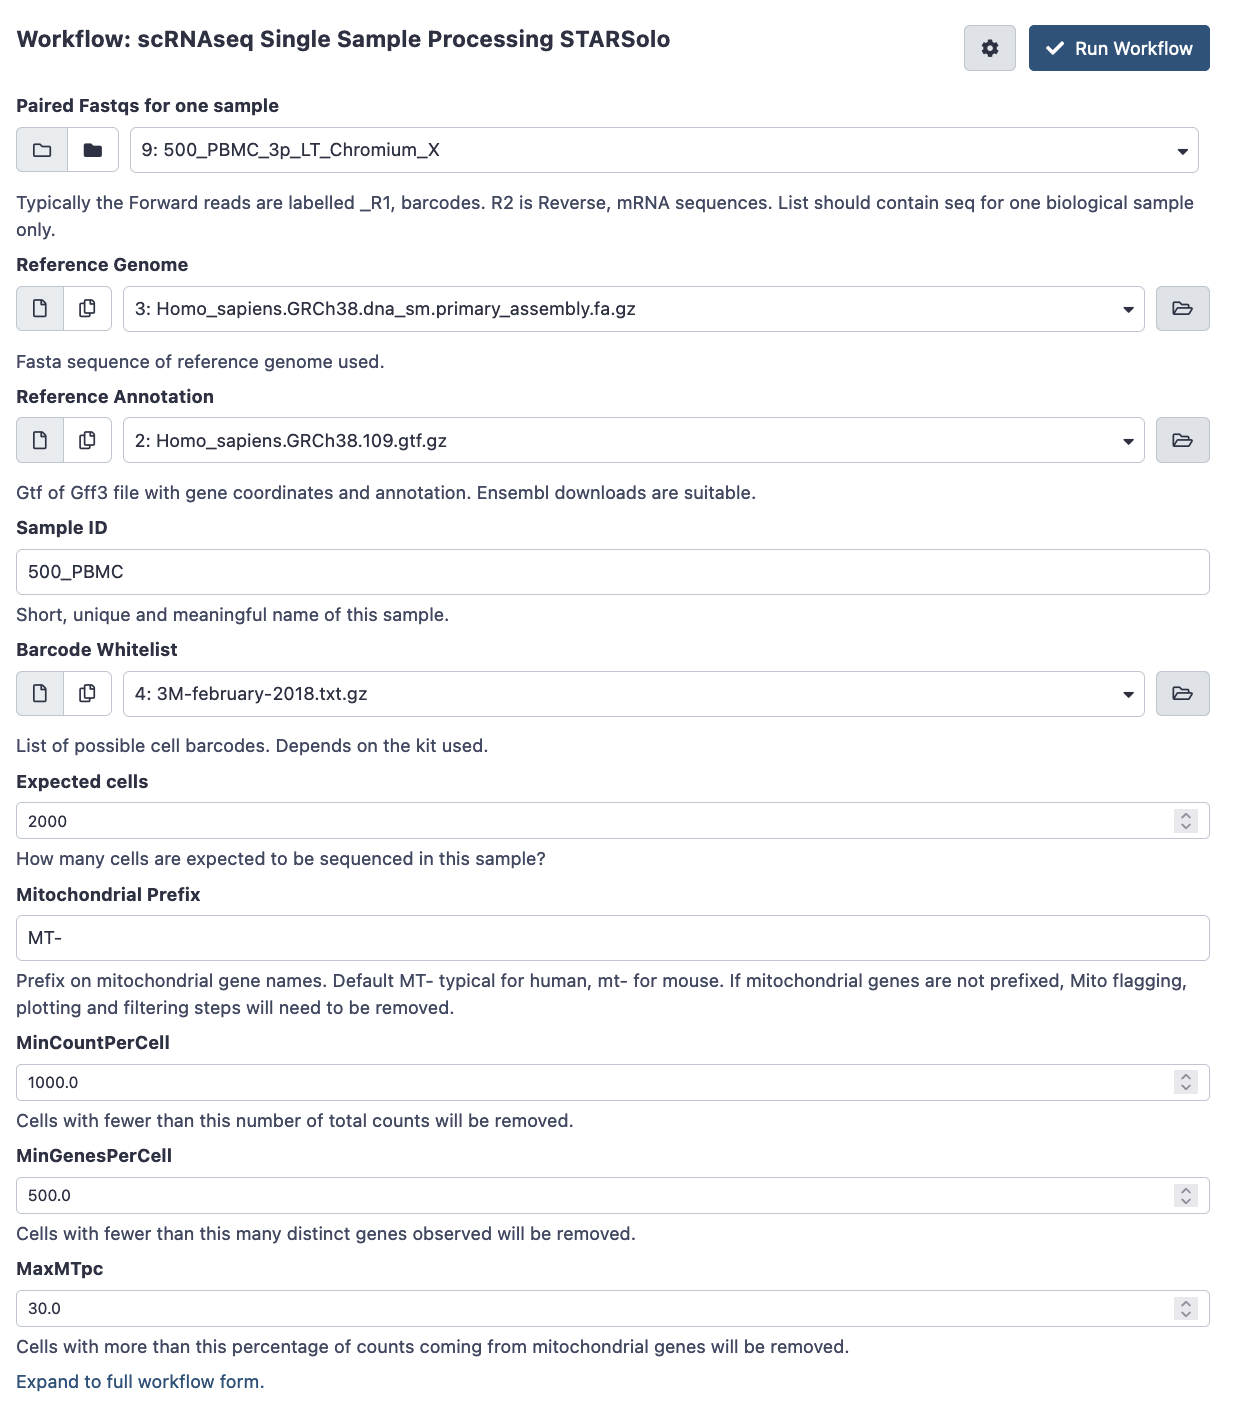 Workflow: scRNAseq Single Sample Processing STARSolo
Run Workflow
Paired Fastqs for one sample
9: 500_PBMC_3p_LT_Chromium_X
Typically the Forward reads are labelled _R1, barcodes. R2 is Reverse, mRNA sequences. List should contain seq for one biological sample
only.
Reference Genome
3: Homo_sapiens.GRCh38.dna_sm.primary_assembly.fa.gz
Fasta sequence of reference genome used.
Reference Annotation
2: Homo_sapiens.GRCh38.109.gtf.gz
Gtf of Gff3 file with gene coordinates and annotation. Ensembl downloads are suitable.
Sample ID
500_PBMC
Short, unique and meaningful name of this sample.
Barcode Whitelist
4: 3M-february-2018.txt.gz
List of possible cell barcodes. Depends on the kit used.
Expected cells
2000
How many cells are expected to be sequenced in this sample?
Mitochondrial Prefix
MT-
Prefix on mitochondrial gene names. Default MT- typical for human, mt- for mouse. If mitochondrial genes are not prefixed, Mito flagging,
plotting and filtering steps will need to be removed.
MinCountPerCell
1000.0
Cells with fewer than this number of total counts will be removed.
MinGenesPerCell
500.0
Cells with fewer than this many distinct genes observed will be removed.
MaxMTpc
30.0
Cells with more than this percentage of counts coming from mitochondrial genes will be removed.
Expand to full workflow form.